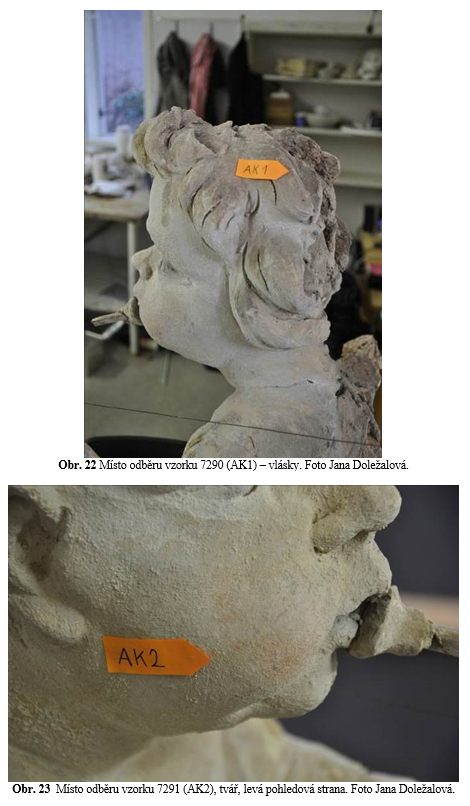 AK1
Obr. 22 Místo odběru vzorku 7290 (AK1) – vlásky. Foto Jana Doležalová.
AK2
Obr. 23 Místo odběru vzorku 7291 (AK2), tvář, levá pohledová strana. Foto Jana Doležalová.